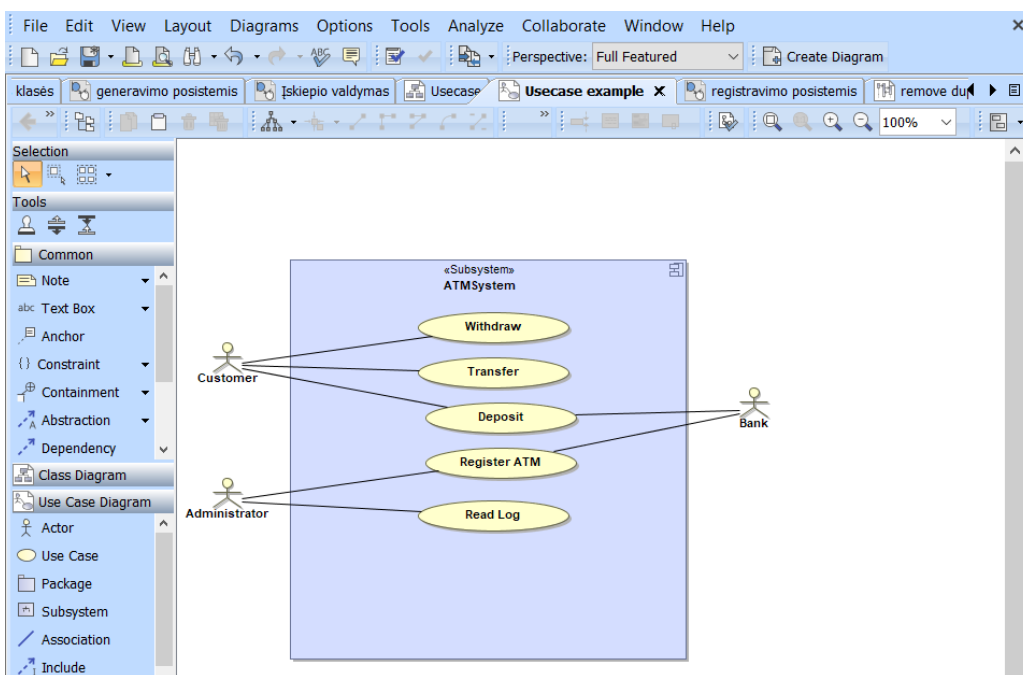 File Edit View Layout Diagrams Options Tools Analyze Collaborate Window Help
ABC Perspective: Full Featured Create Diagram
klasės generavimo posistemis Įskiepio valdymas Usecase Usecase example registravimo posistemis remove du
100%
Selection
Tools
Common
Note
abc Text Box
Anchor
{} Constraint
Containment
A Abstraction
Dependency
Class Diagram
Use Case Diagram
Actor
Use Case
Package
Subsystem
Association
Include
«Subsystem»
ATMSystem
Withdraw
Transfer
Customer
Deposit
Bank
Register ATM
Administrator
Read Log